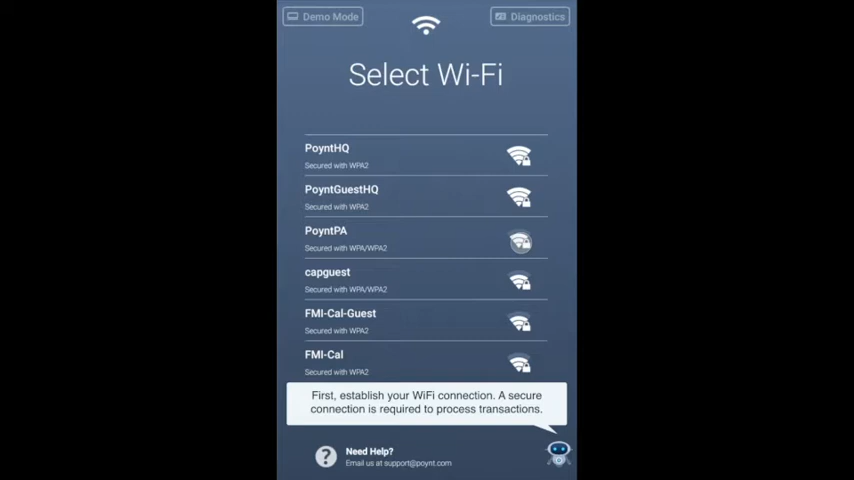 Demo Mode
Diagnostics
Select Wi-Fi
PoyntHQ
Secured with WPA2
PoyntGuestHQ
Secured with WPA2
PoyntPA
Secured with WPA/WPA2
capguest
Secured with WPA/WPA2
FMI-Cal-Guest
Secured with WPA2
FMI-Cal
Secured with WPA2
First, establish your WiFi connection. A secure
connection is required to process transactions.
?
Need Help?
Email us at support@poynt.com